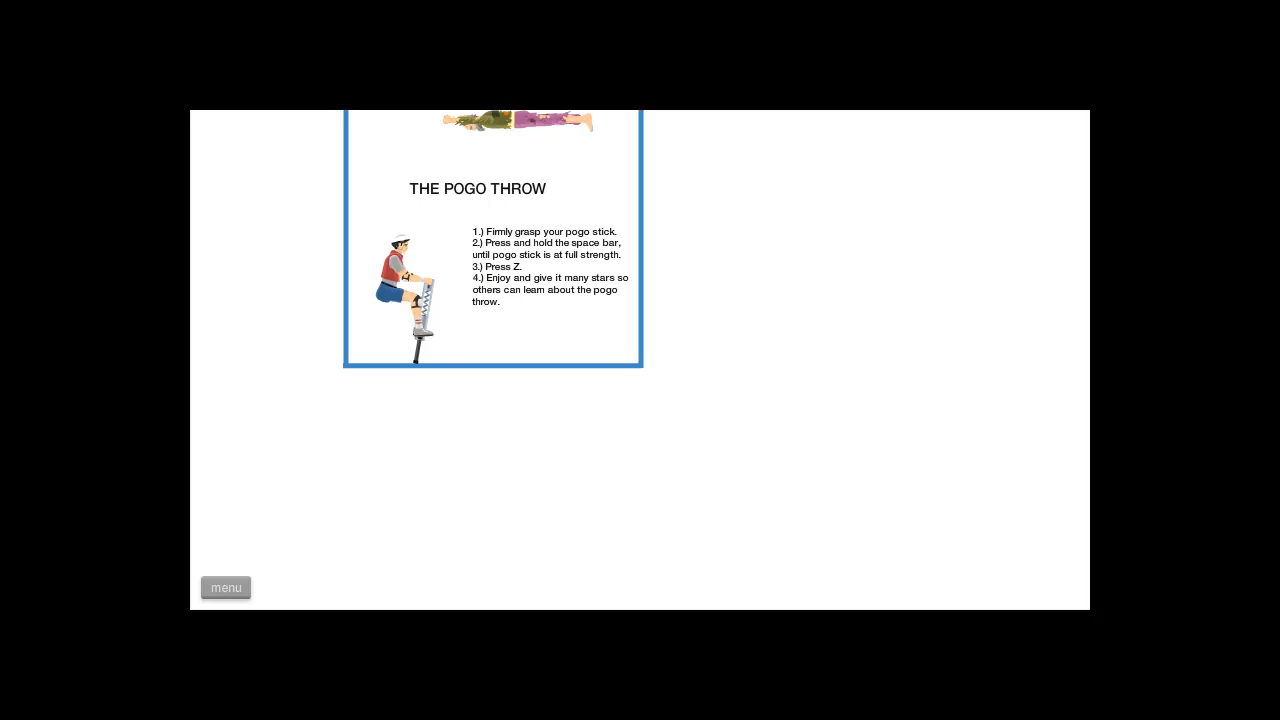 THE POGO THROW
1.) Firmly grasp your pogo stick.
2.) Press and hold the space bar,
until pogo stick is at full strength.
3.) Press Z.
4.) Enjoy and give it many stars so
others can learn about the pogo
throw.
menu